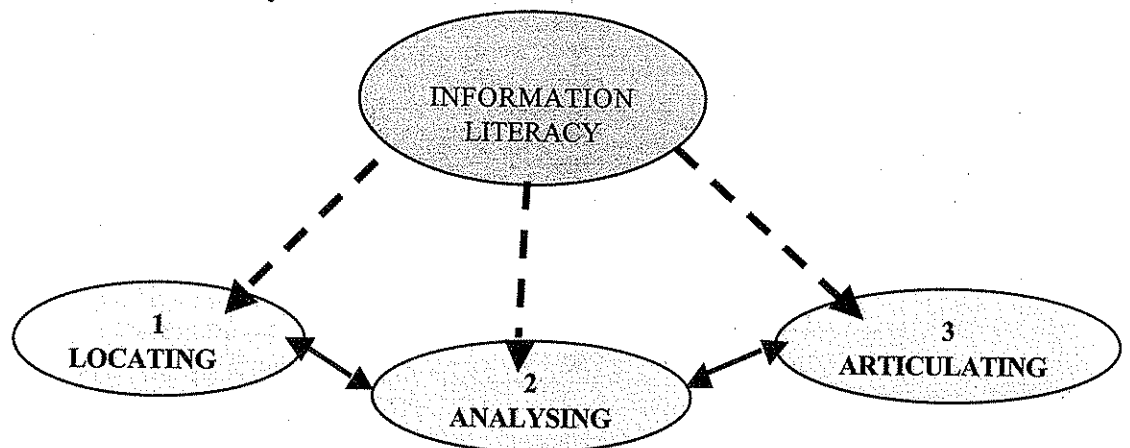 INFORMATION
LITERACY
1
LOCATING
2
ANALYSING
3
ARTICULATING